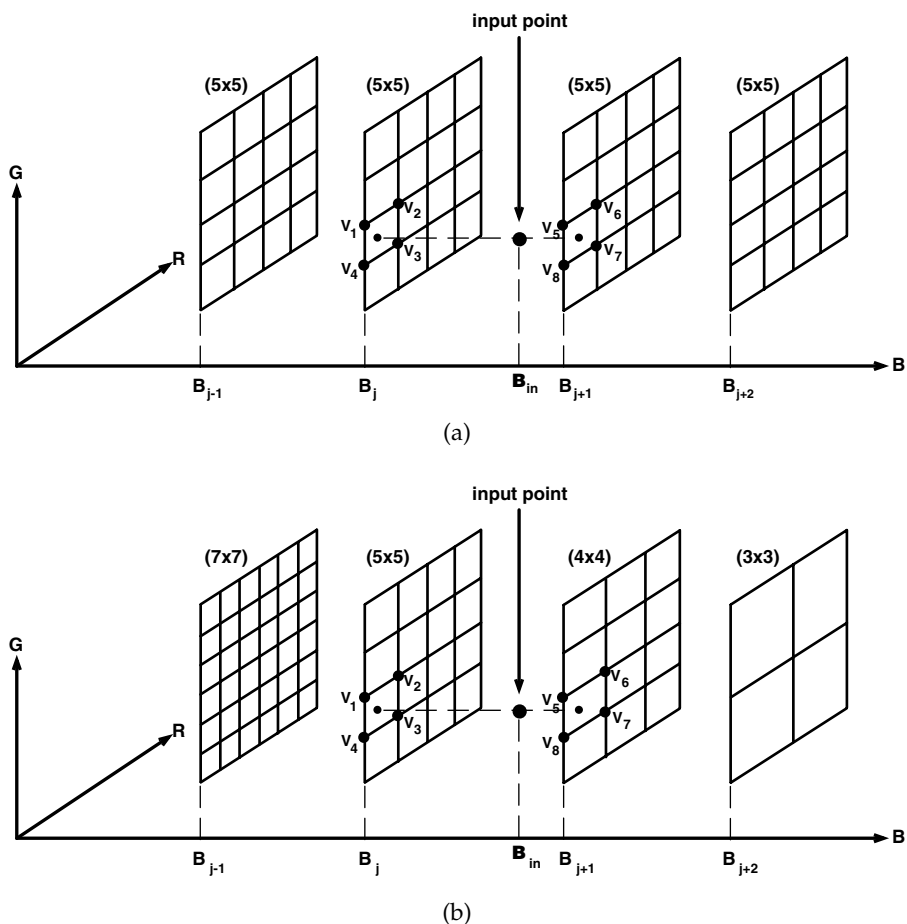 input point
(5x5) (5x5) (5x5) (5x5)
G
V1 V2 V5 V6
V4 V3 V8 V7
R
B
Bj-1 Bj Bin Bj+1 Bj+2
(a)
input point
(7x7) (5x5) (4x4) (3x3)
G
V1 V2 V5 V6
V4 V3 V8 V7
R
B
Bj-1 Bj Bin Bj+1 Bj+2
(b)